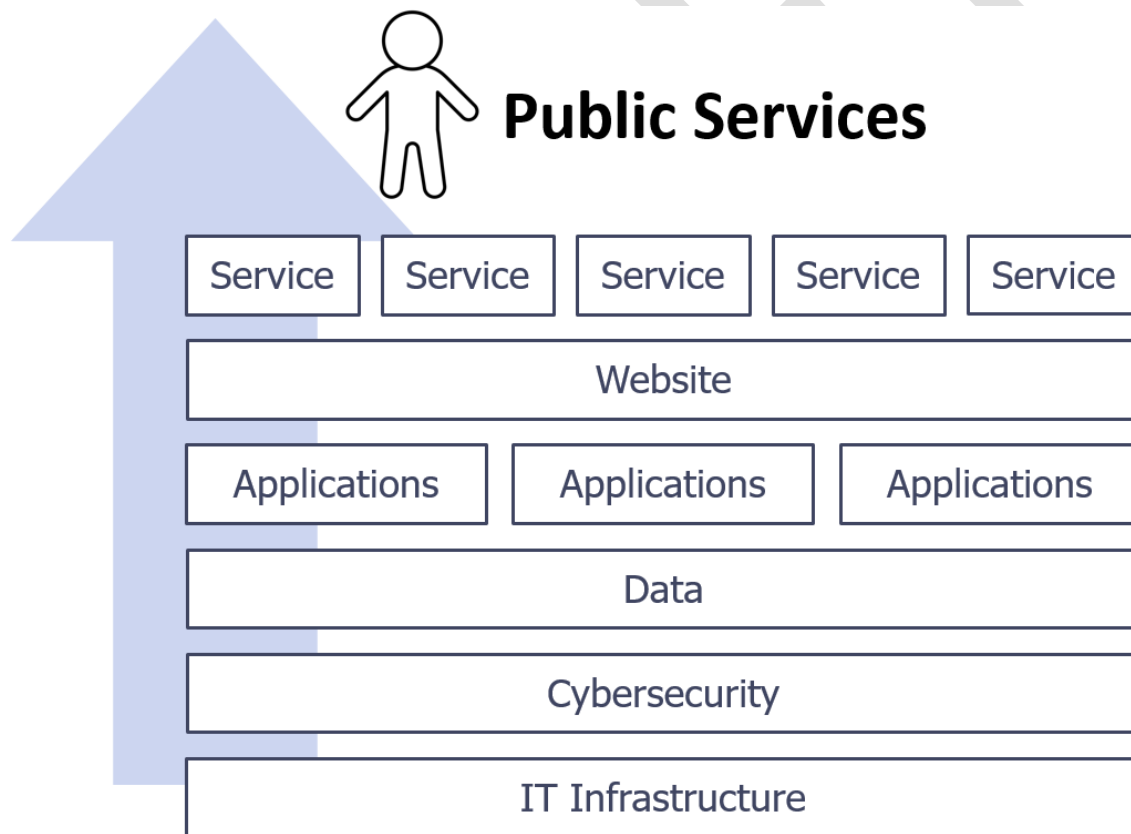 Public Services
Service Service Service Service Service
Website
Applications Applications Applications
Data
Cybersecurity
IT Infrastructure